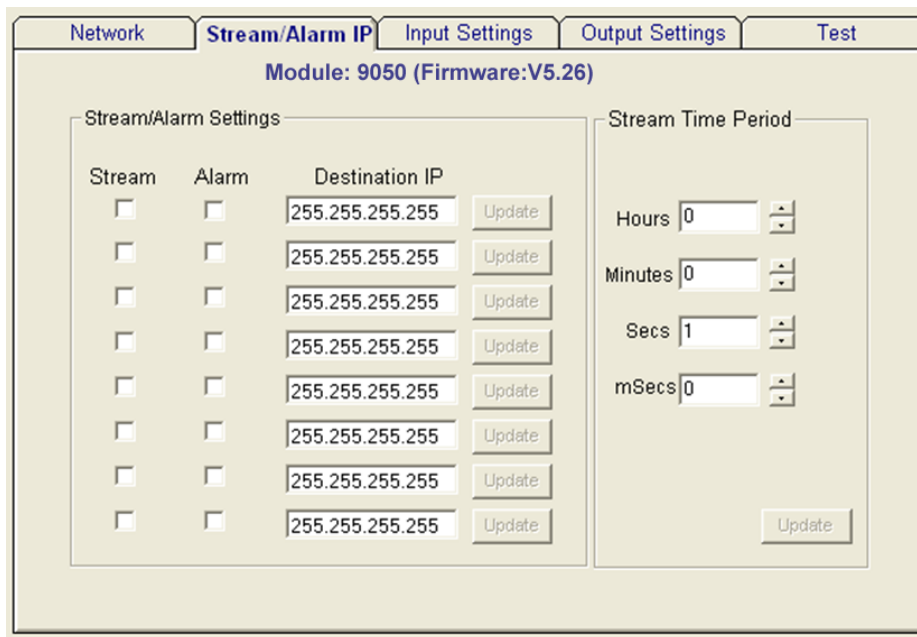 Network Stream/Alarm IP Input Settings Output Settings Test
Module: 9050 (Firmware:V5.26)
Stream/Alarm Settings
Stream Alarm Destination IP
255.255.255.255 Update
255.255.255.255 Update
255.255.255.255 Update
255.255.255.255 Update
255.255.255.255 Update
255.255.255.255 Update
255.255.255.255 Update
255.255.255.255 Update
Stream Time Period
Hours 0
Minutes 0
Secs 1
mSecs 0
Update